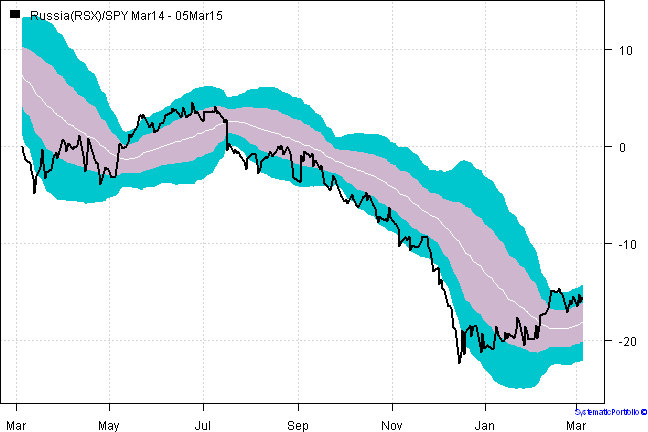 Russia(RSX)/SPY Mar14 - 05Mar15
10
0
-10
-20
Mar May Jul Sep Nov Jan Mar
SystematicPortfolio ©